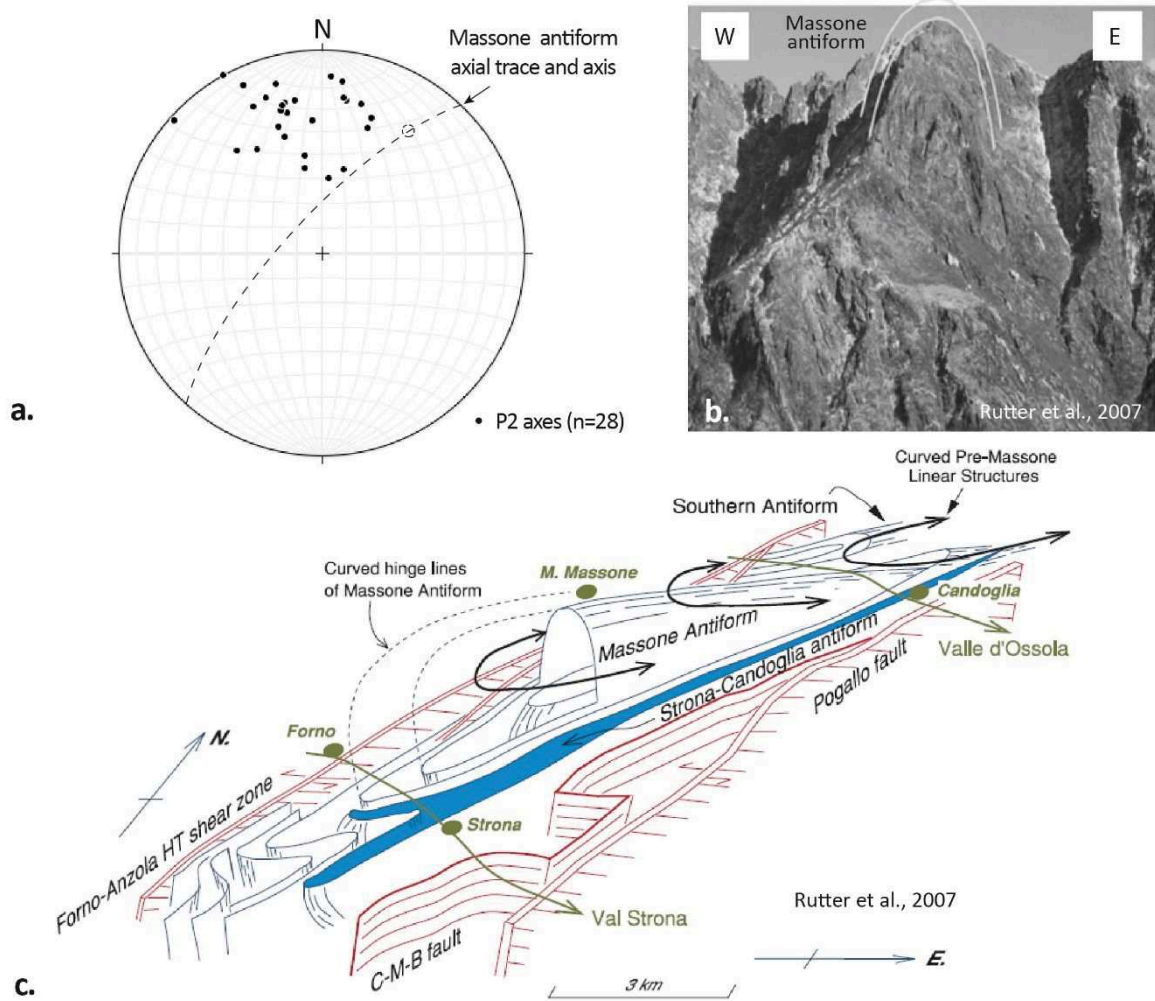 N
Massone antiform
axial trace and axis
a.
• P2 axes (n=28)
W
Massone
antiform
E
b.
Rutter et al., 2007
Curved Pre-Massone
Linear Structures
Southern Antiform
Curved hinge lines
of Massone Antiform
M. Massone
Candoglia
Massone Antiform
Valle d'Ossola
Strona-Candoglia antiform
Pogallo fault
N.
Forno
Strona
Forno-Anzola HT shear zone
Rutter et al., 2007
Val Strona
C-M-B fault
E.
c.
3 km